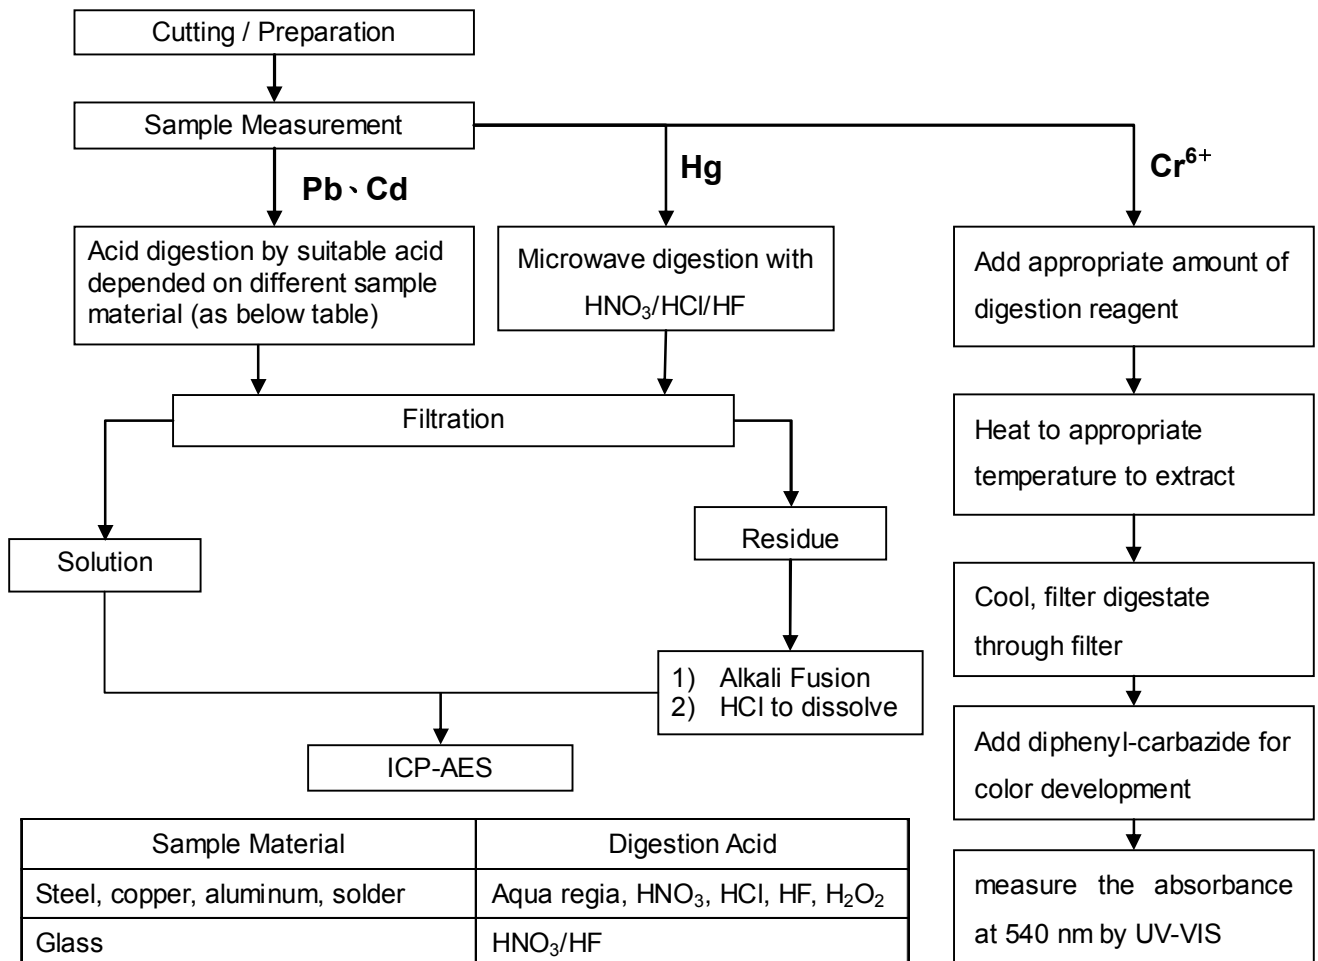 Cutting / Preparation
Sample Measurement
Pb、Cd
Hg
Cr⁶⁺
Acid digestion by suitable acid
depended on different sample
material (as below table)
Microwave digestion with
HNO₃/HCl/HF
Add appropriate amount of
digestion reagent
Filtration
Heat to appropriate
temperature to extract
Solution
Residue
Cool, filter digestate
through filter
1) Alkali Fusion
2) HCl to dissolve
Add diphenyl-carbazide for
color development
ICP-AES
measure the absorbance
at 540 nm by UV-VIS
Sample Material Digestion Acid
Steel, copper, aluminum, solder Aqua regia, HNO₃, HCl, HF, H₂O₂
Glass HNO₃/HF